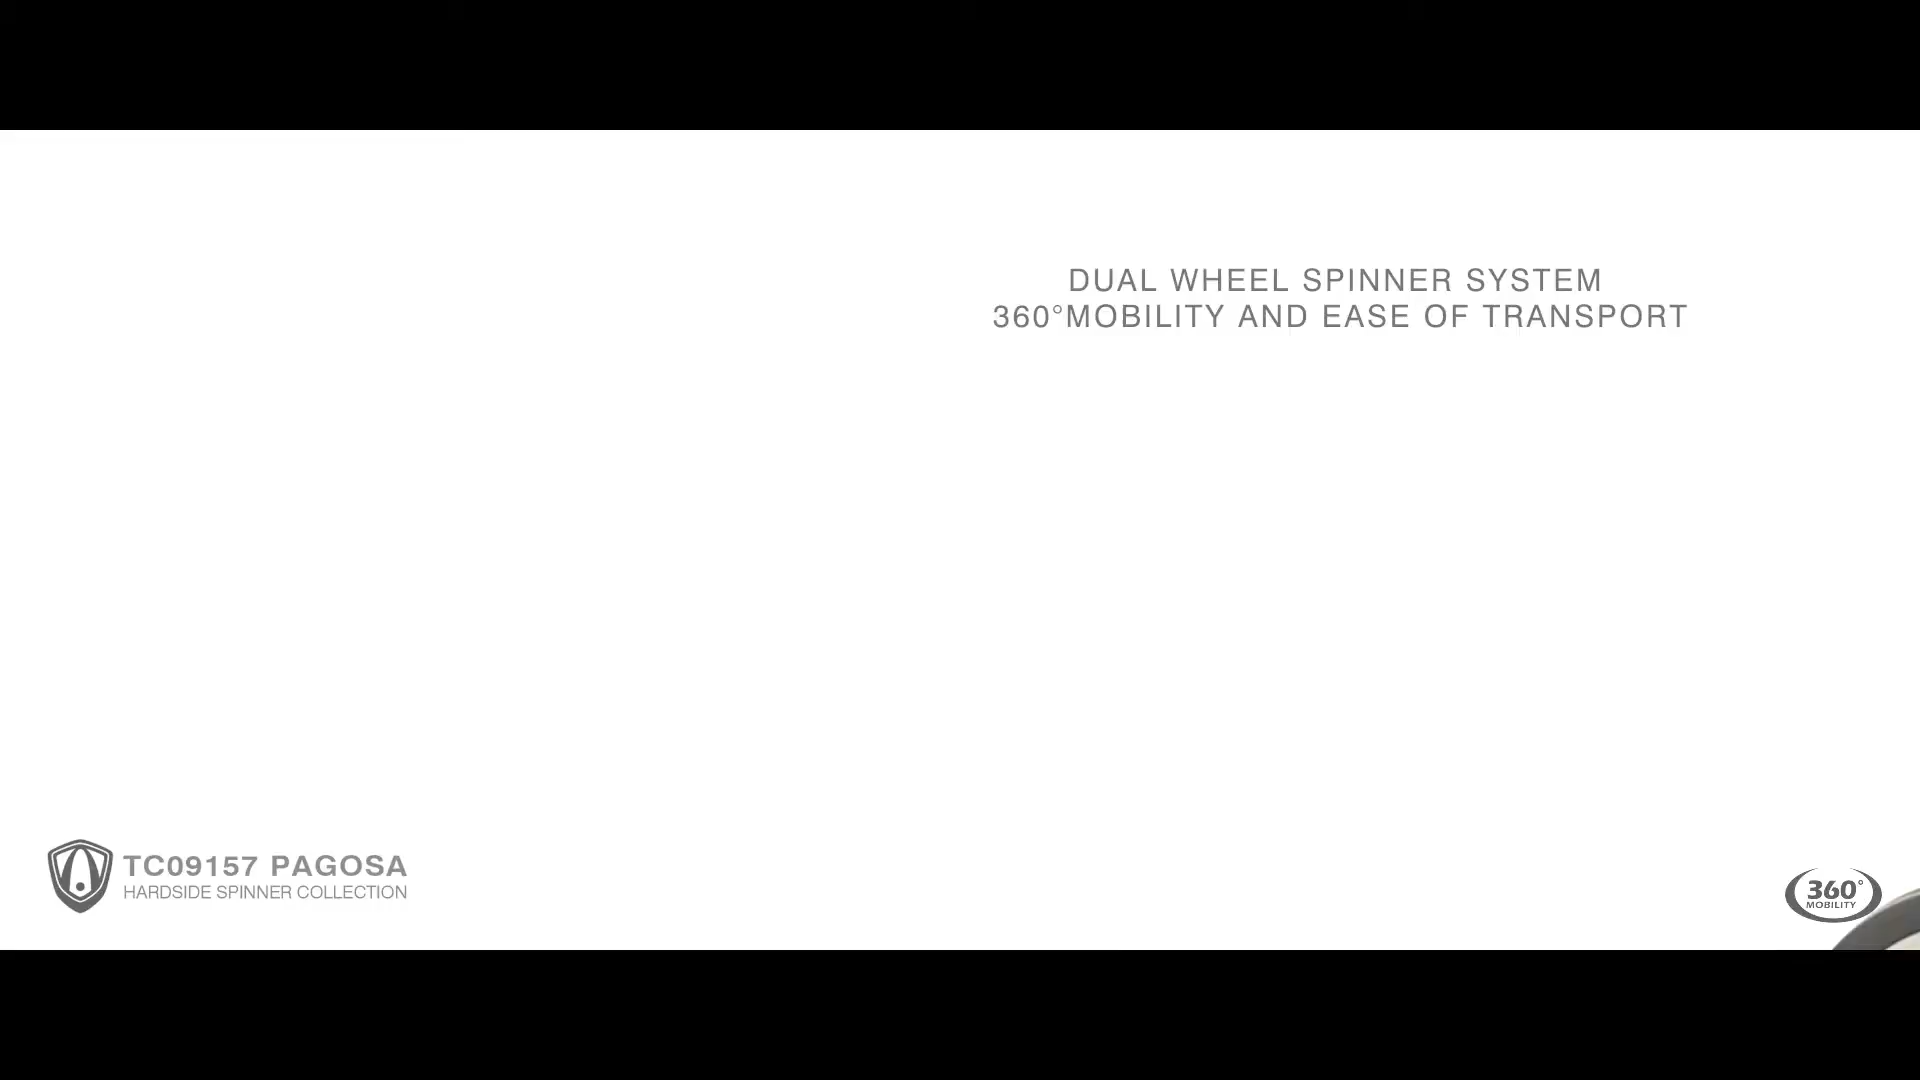 DUAL WHEEL SPINNER SYSTEM
360°MOBILITY AND EASE OF TRANSPORT
TC09157 PAGOSA
HARDSIDE SPINNER COLLECTION
360°
MOBILITY